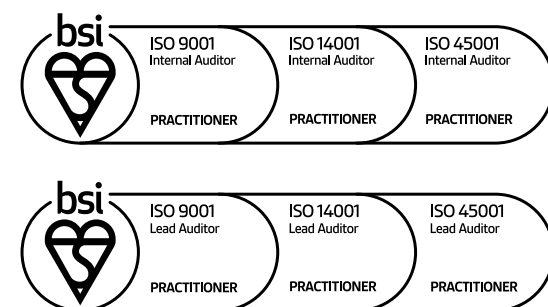 bsi
ISO 9001 ISO 14001 ISO 45001
Internal Auditor Internal Auditor Internal Auditor
PRACTITIONER PRACTITIONER PRACTITIONER
bsi
ISO 9001 ISO 14001 ISO 45001
Lead Auditor Lead Auditor Lead Auditor
PRACTITIONER PRACTITIONER PRACTITIONER